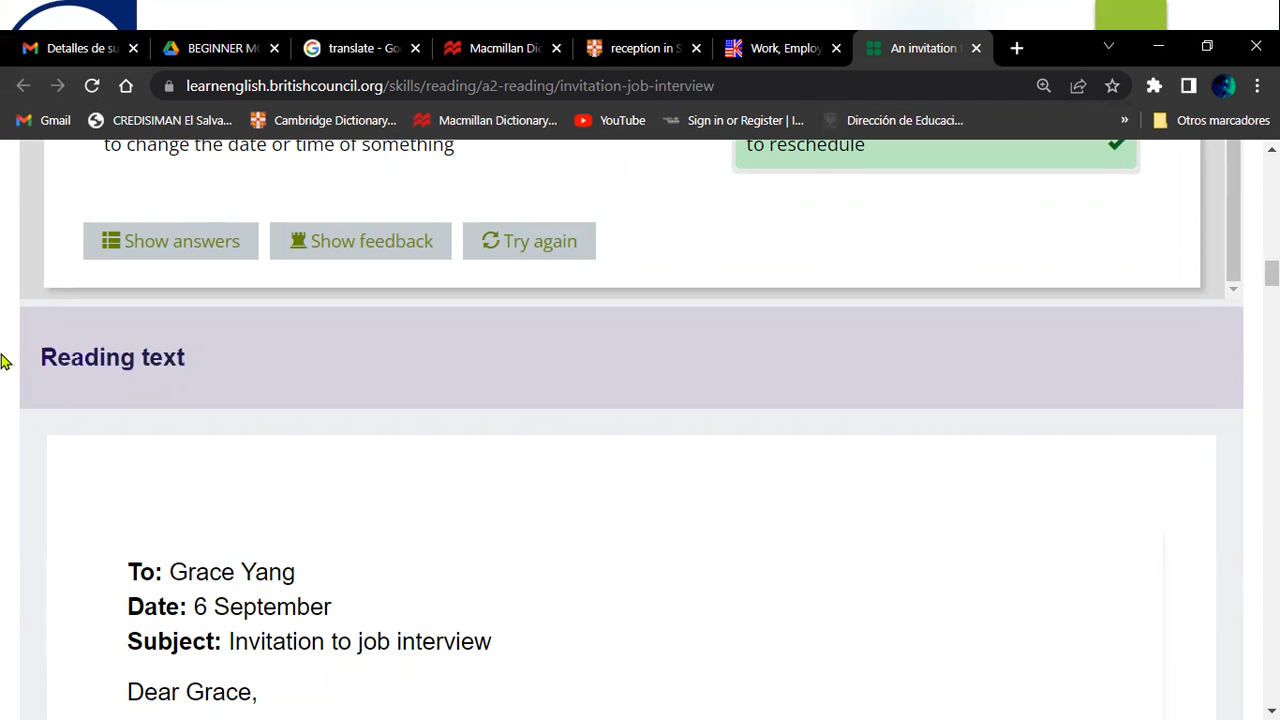 Detalles de su
BEGINNER MC
translate - Goo
Macmillan Dic
reception in S
Work, Employ
An invitation t
learnenglish.britishcouncil.org/skills/reading/a2-reading/invitation-job-interview
Gmail
CREDISIMAN El Salva...
Cambridge Dictionary...
Macmillan Dictionary...
YouTube
Sign in or Register | I...
Dirección de Educaci...
»
Otros marcadores
to change the date or time of something
to reschedule
Show answers
Show feedback
Try again
Reading text
To: Grace Yang
Date: 6 September
Subject: Invitation to job interview
Dear Grace,